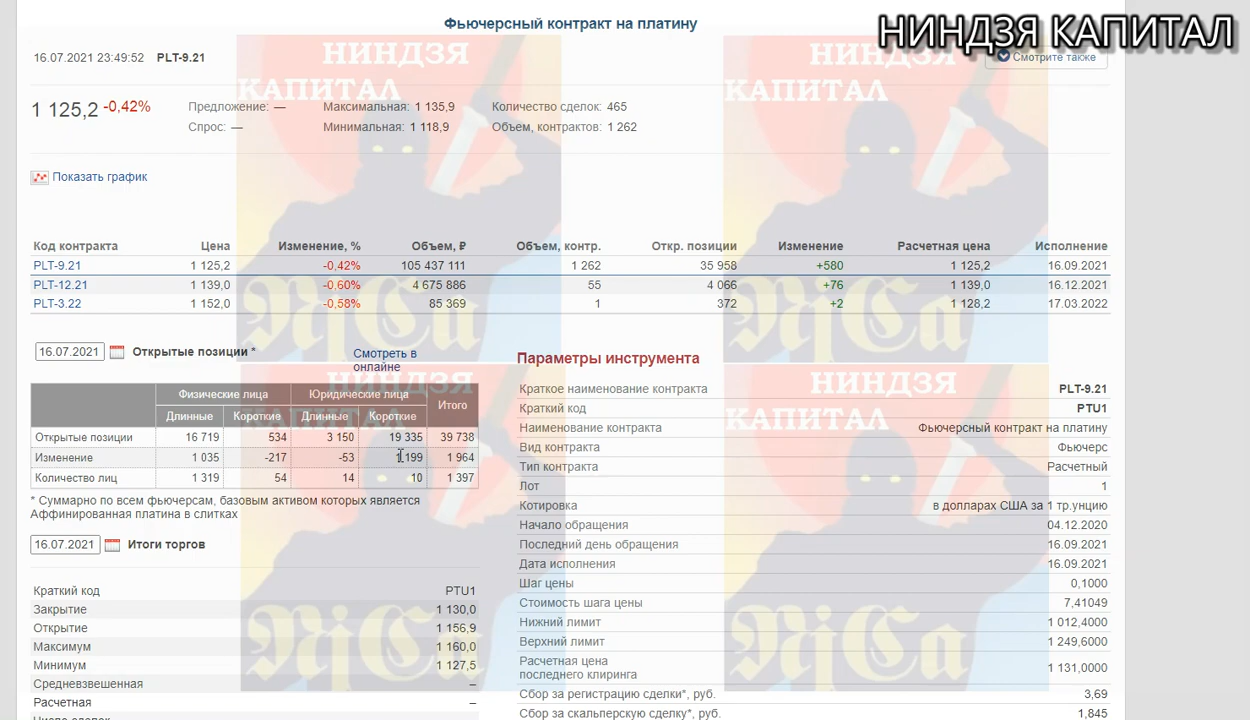 Фьючерсный контракт на платину
НИНДЗЯ КАПИТАЛ
16.07.2021 23:49:52 PLT-9.21
Смотрите также
НИНДЗЯ КАПИТАЛ
НИНДЗЯ КАПИТАЛ
1 125,2 -0,42% Предложение: — Максимальная: 1 135,9 Количество сделок: 465
Спрос: — Минимальная: 1 118,9 Объем, контрактов: 1 262
Показать график
Код контракта Цена Изменение, % Объем, ₽ Объем, контр. Откр. позиции Изменение Расчетная цена Исполнение
PLT-9.21 1 125,2 -0,42% 105 437 111 1 262 35 958 +580 1 125,2 16.09.2021
PLT-12.21 1 139,0 -0,60% 4 675 886 55 4 066 +76 1 139,0 16.12.2021
PLT-3.22 1 152,0 -0,58% 85 369 1 372 +2 1 128,2 17.03.2022
NjCa
NjCa
16.07.2021 Открытые позиции *
Смотреть в
онлайне
НИНДЗЯ КАПИТАЛ
НИНДЗЯ КАПИТАЛ
Физические лица Юридические лица Итого
Длинные Короткие Длинные Короткие
Открытые позиции 16 719 534 3 150 19 335 39 738
Изменение 1 035 -217 -53 1 199 1 964
Количество лиц 1 319 54 14 10 1 397
* Суммарно по всем фьючерсам, базовым активом которых является
Аффинированная платина в слитках
16.07.2021 Итоги торгов
Краткий код PTU1
Закрытие 1 130,0
Открытие 1 156,9
Максимум 1 160,0
Минимум 1 127,5
Средневзвешенная –
Расчетная –
Параметры инструмента
Краткое наименование контракта PLT-9.21
Краткий код PTU1
Наименование контракта Фьючерсный контракт на платину
Вид контракта Фьючерс
Тип контракта Расчетный
Лот 1
Котировка в долларах США за 1 тр.унцию
Начало обращения 04.12.2020
Последний день обращения 16.09.2021
Дата исполнения 16.09.2021
Шаг цены 0,1000
Стоимость шага цены 7,41049
Нижний лимит 1 012,4000
Верхний лимит 1 249,6000
Расчетная цена
последнего клиринга 1 131,0000
Сбор за регистрацию сделки*, руб. 3,69
Сбор за скальперскую сделку*, руб. 1,845
NjCa
NjCa